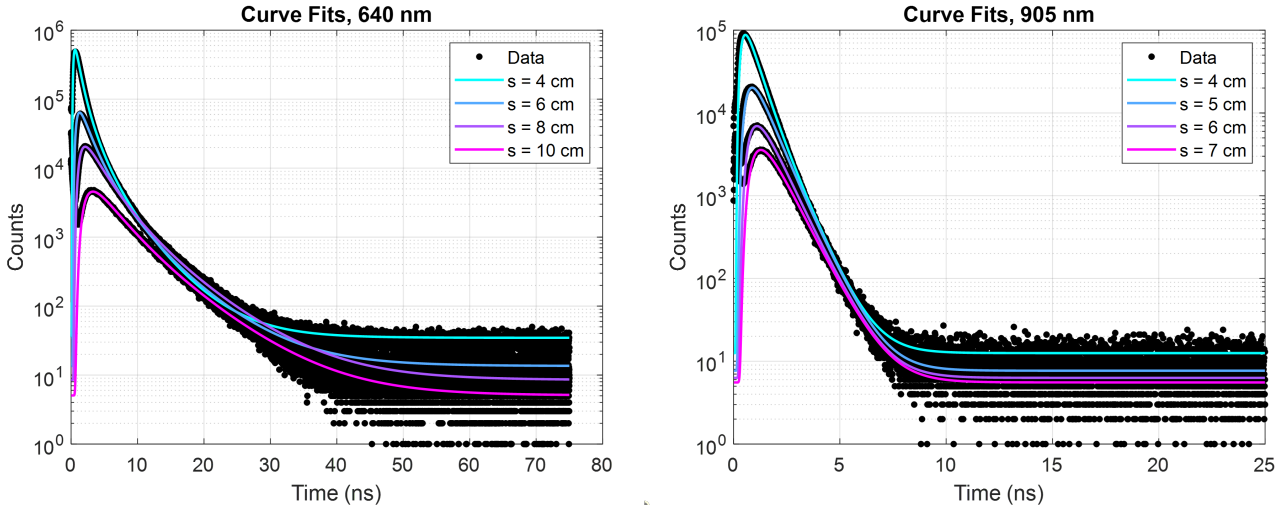 Curve Fits, 640 nm
10^6
10^5
10^4
10^3
10^2
10^1
10^0
Counts
0 10 20 30 40 50 60 70 80
Time (ns)
Data
s = 4 cm
s = 6 cm
s = 8 cm
s = 10 cm
Curve Fits, 905 nm
10^5
10^4
10^3
10^2
10^1
10^0
Counts
0 5 10 15 20 25
Time (ns)
Data
s = 4 cm
s = 5 cm
s = 6 cm
s = 7 cm